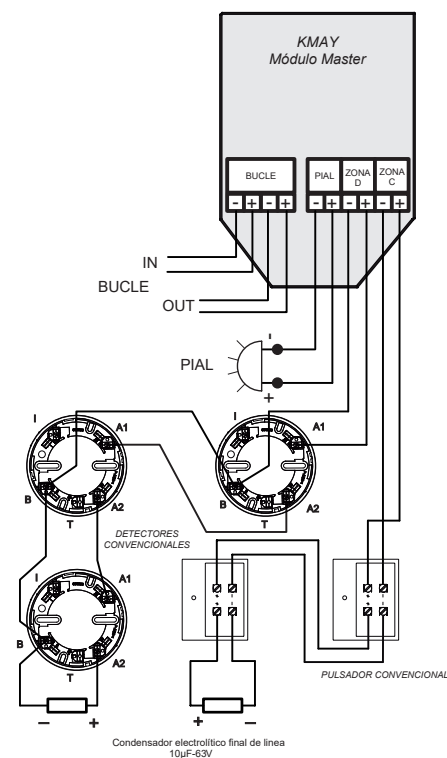 KMAY
Módulo Master
BUCLE
PIAL
ZONA
D
ZONA
C
- + - + - + - + - +
IN
BUCLE
OUT
PIAL
-
+
I
A1
B
A2
T
I
A1
B
A2
T
DETECTORES
CONVENCIONALES
I
A1
B
A2
T
+ -
+ -
PULSADOR CONVENCIONAL
- +
+ -
Condensador electrolítico final de linea
10µF-63V